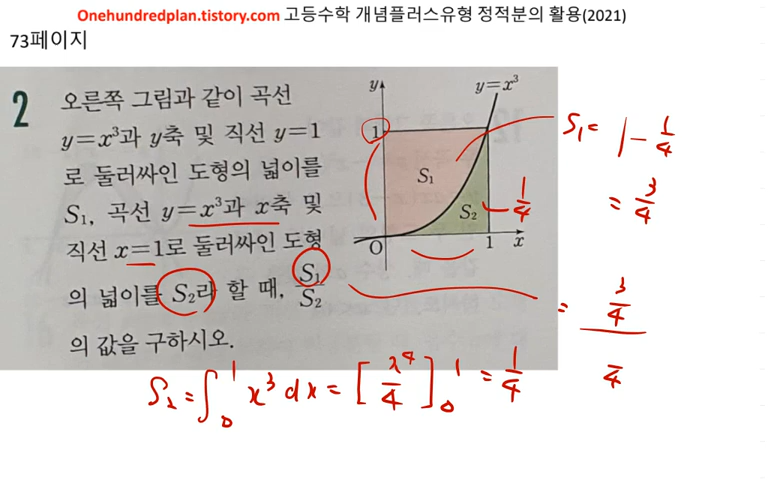 Onehundredplan.tistory.com 고등수학 개념플러스유형 정적분의 활용(2021)
73페이지
2 오른쪽 그림과 같이 곡선
y=x³과 y축 및 직선 y=1
로 둘러싸인 도형의 넓이를
S₁, 곡선 y=x³과 x축 및
직선 x=1로 둘러싸인 도형
의 넓이를 S₂라 할 때, S₁/S₂
의 값을 구하시오.
y
y=x³
1
S₁
S₂
O
1
x
1/4
S₁= 1-1/4
= 3/4
= 3/4
4
S₂=∫₀¹ x³dx=[x⁴/4]₀¹=1/4